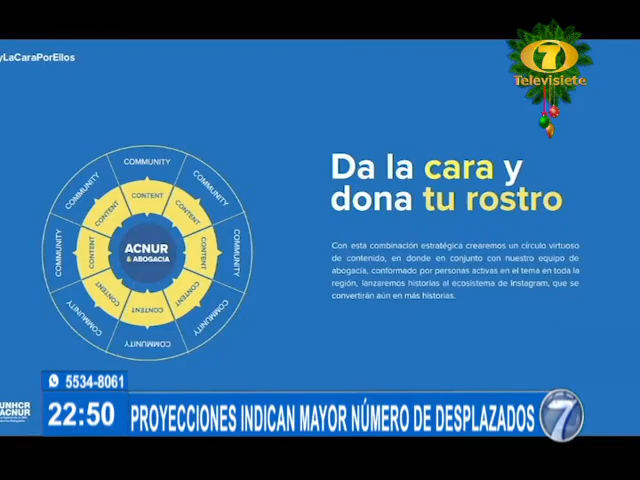 yLaCaraPorEllos
7
Televisiete
Da la cara y
dona tu rostro
Con esta combinación estratégica crearemos un círculo virtuoso
de contenido, en donde en conjunto con nuestro equipo de
abogacía, conformado por personas activas en el tema en toda la
región, lanzaremos historias al ecosistema de Instagram, que se
convertirán aún en más historias.
COMMUNITY
COMMUNITY
COMMUNITY
COMMUNITY
COMMUNITY
COMMUNITY
COMMUNITY
COMMUNITY
CONTENT
CONTENT
CONTENT
CONTENT
CONTENT
CONTENT
CONTENT
CONTENT
ACNUR
& ABOGACIA
UNHCR
ACNUR
5534-8061
22:50
PROYECCIONES INDICAN MAYOR NÚMERO DE DESPLAZADOS
7